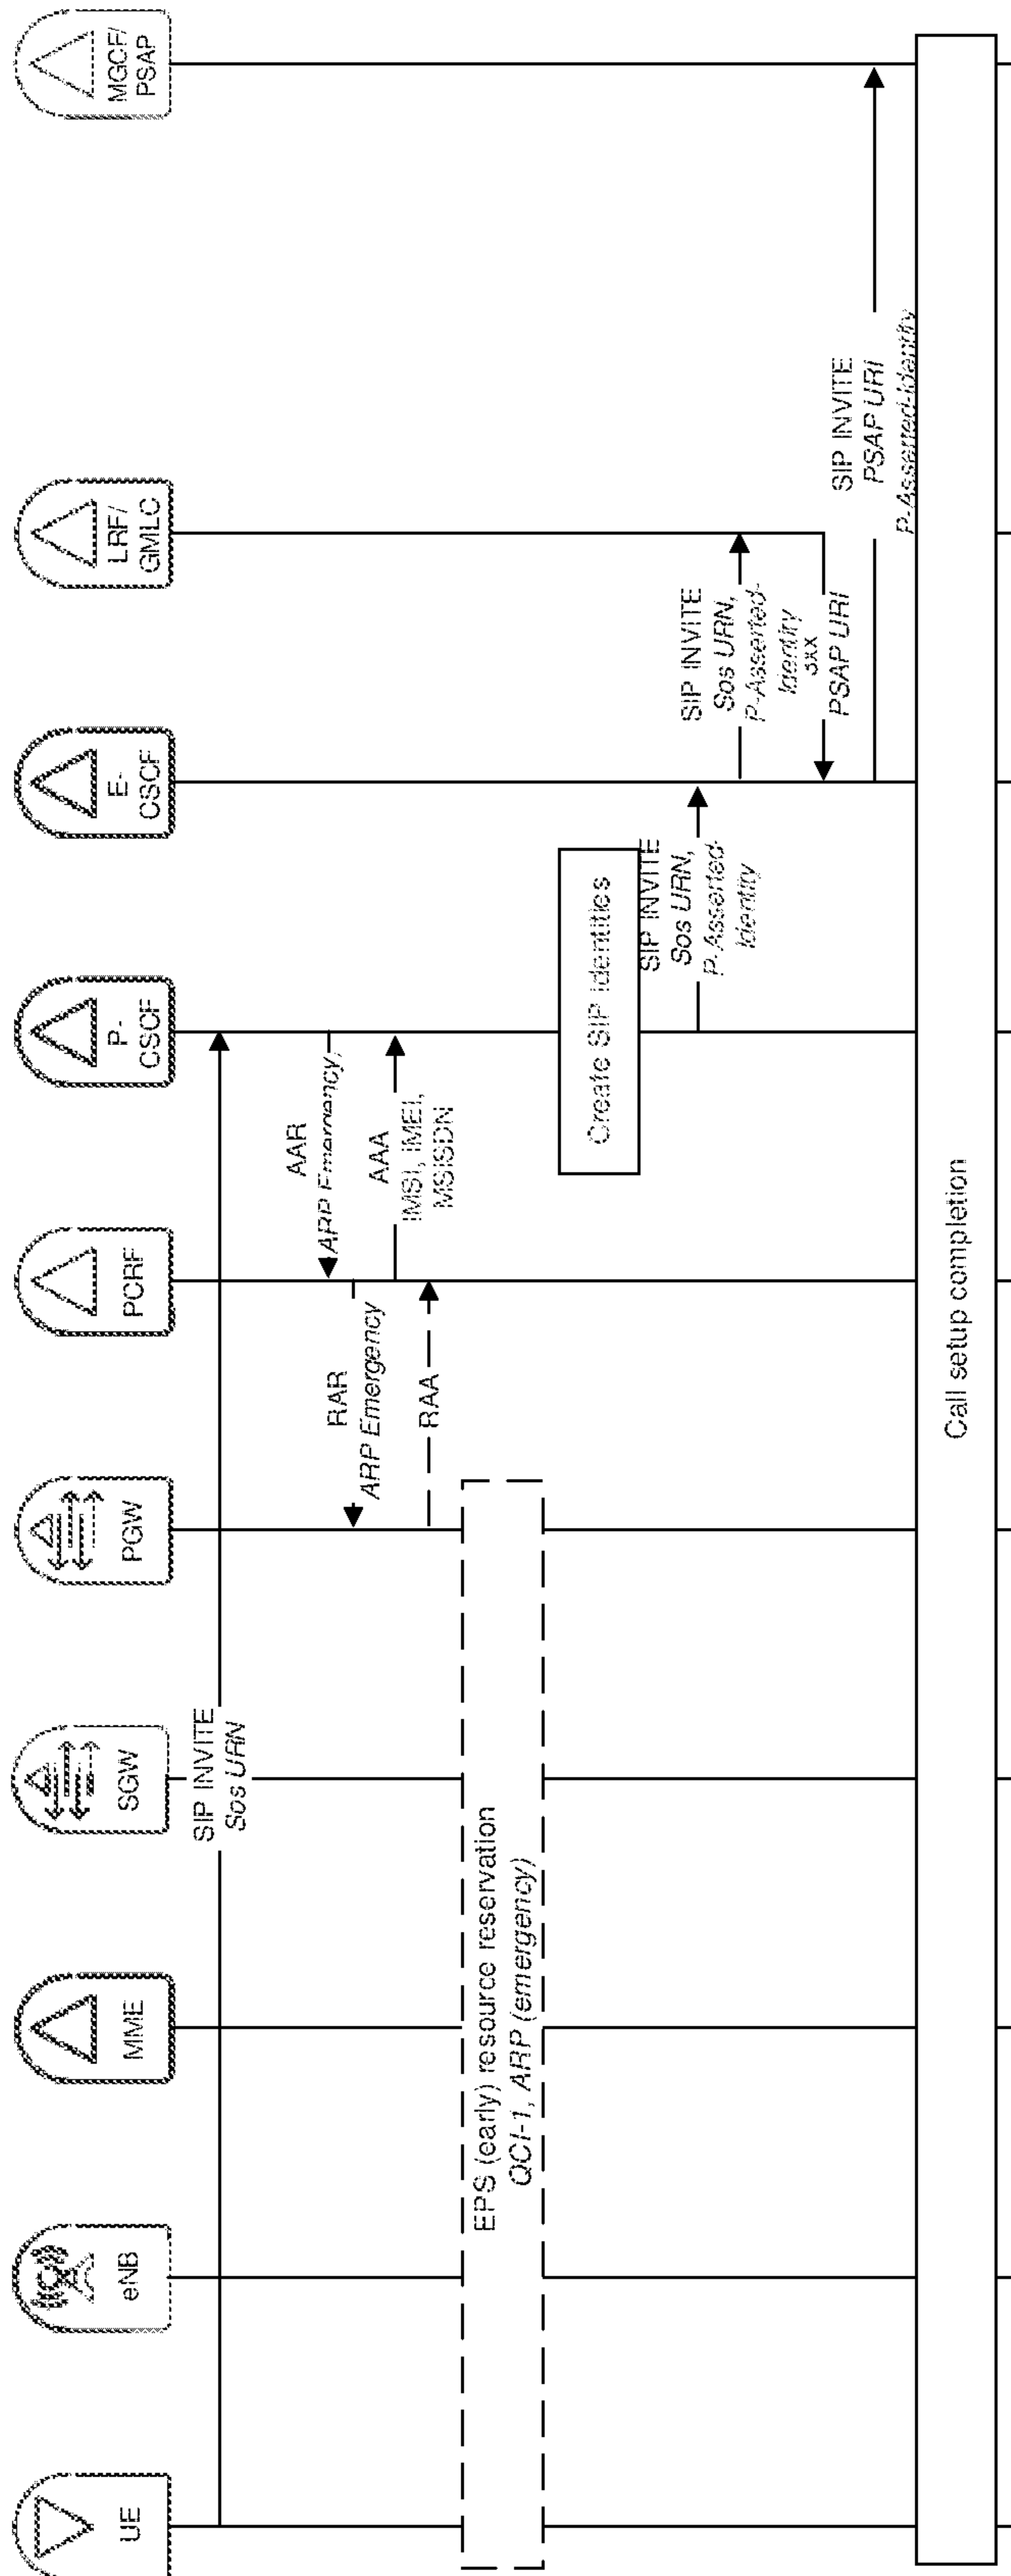 UE
eNB
MME
SGW
PGW
PCRF
P-
CSCF
E-
CSCF
LRF/
GMLC
MGCF/
PSAP
SIP INVITE
Sos URN
AAR
ARP Emergency,
RAR
ARP Emergency
AAA
IMSI, IMEI,
MSISDN
RAA
EPS (early) resource reservation
QCI-1, ARP (emergency)
Create SIP identities
SIP INVITE
Sos URN,
P-Asserted-
Identity
SIP INVITE
Sos URN,
P-Asserted-
Identity
3xx
PSAP URI
SIP INVITE
PSAP URI
P-Asserted-Identity
Call setup completion